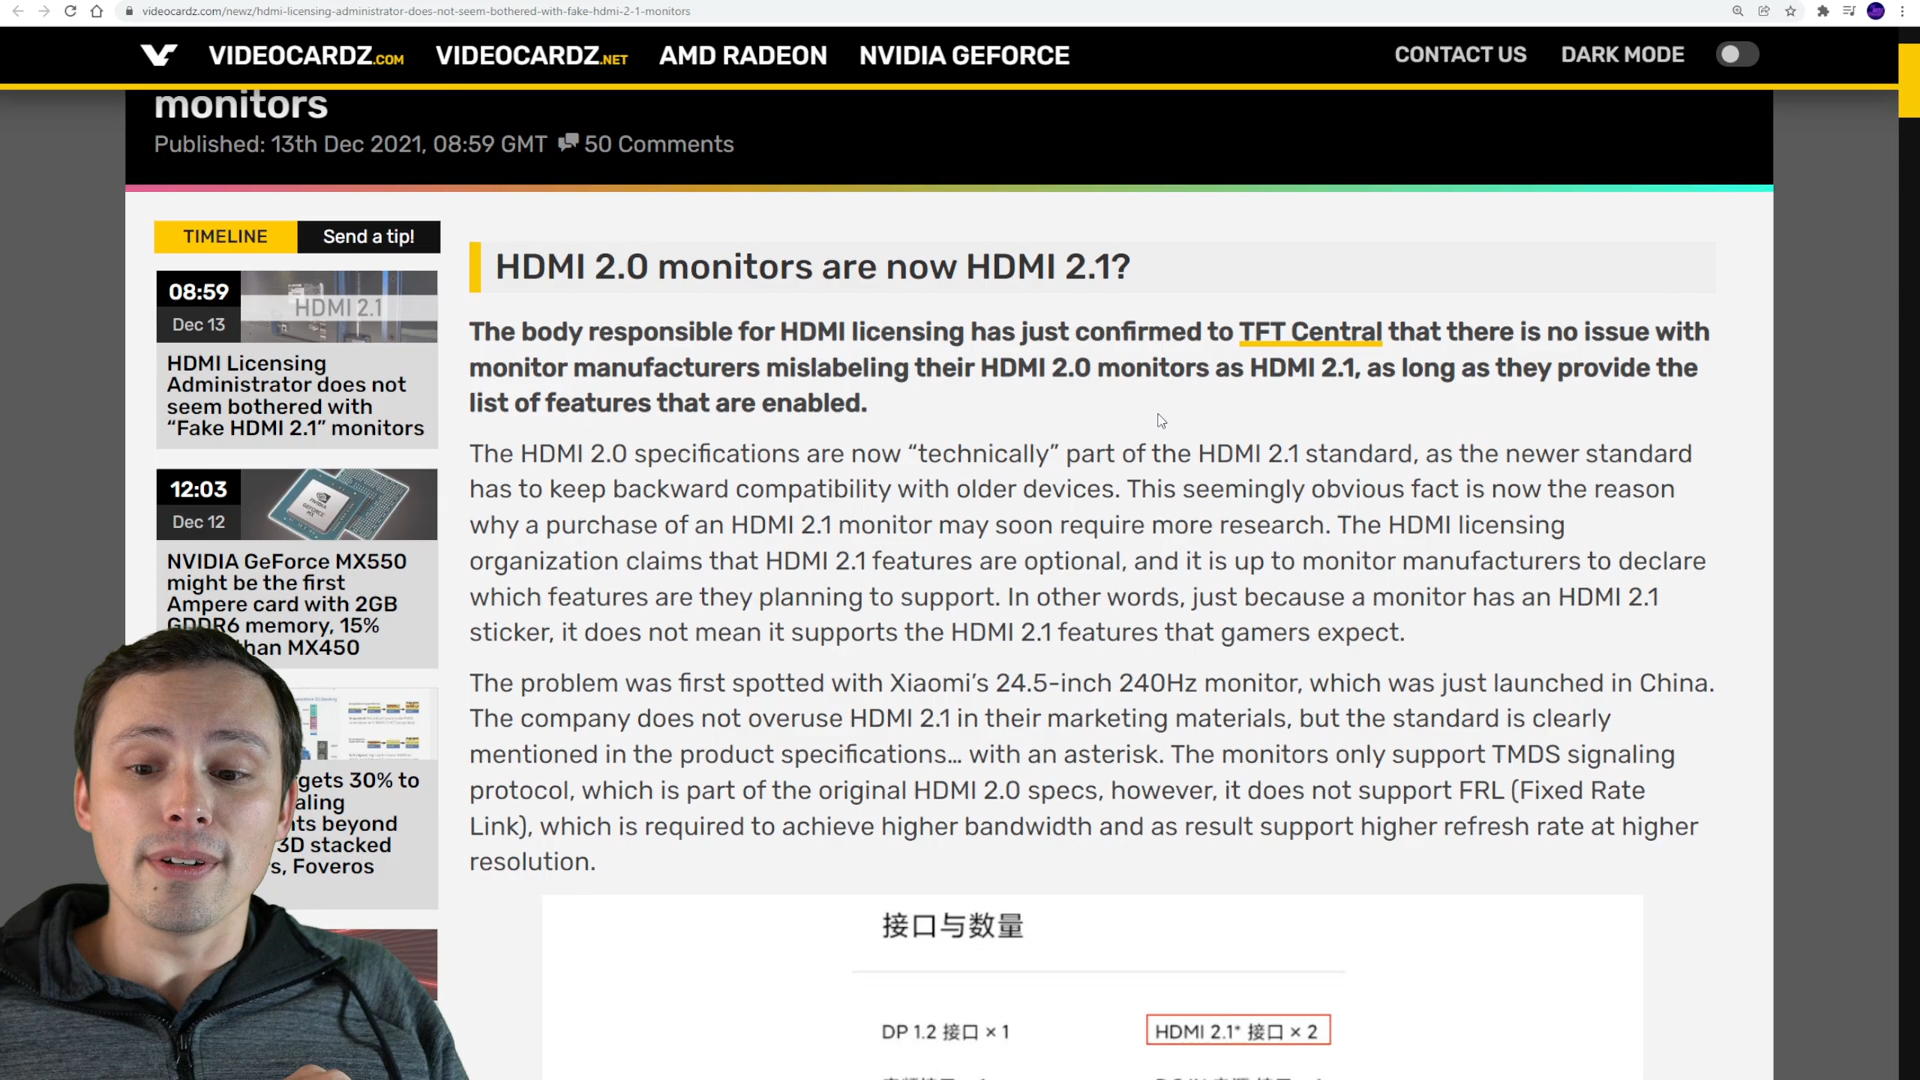 videocardz.com/newz/hdmi-licensing-administrator-does-not-seem-bothered-with-fake-hdmi-2-1-monitors
VIDEOCARDZ.COM VIDEOCARDZ.NET AMD RADEON NVIDIA GEFORCE CONTACT US DARK MODE
monitors
Published: 13th Dec 2021, 08:59 GMT 50 Comments
TIMELINE Send a tip!
08:59
Dec 13
HDMI 2.1
HDMI Licensing
Administrator does not
seem bothered with
“Fake HDMI 2.1” monitors
12:03
Dec 12
NVIDIA GeForce MX550
might be the first
Ampere card with 2GB
GDDR6 memory, 15%
than MX450
gets 30% to
beyond
3D stacked
Foveros
HDMI 2.0 monitors are now HDMI 2.1?
The body responsible for HDMI licensing has just confirmed to TFT Central that there is no issue with
monitor manufacturers mislabeling their HDMI 2.0 monitors as HDMI 2.1, as long as they provide the
list of features that are enabled.
The HDMI 2.0 specifications are now “technically” part of the HDMI 2.1 standard, as the newer standard
has to keep backward compatibility with older devices. This seemingly obvious fact is now the reason
why a purchase of an HDMI 2.1 monitor may soon require more research. The HDMI licensing
organization claims that HDMI 2.1 features are optional, and it is up to monitor manufacturers to declare
which features are they planning to support. In other words, just because a monitor has an HDMI 2.1
sticker, it does not mean it supports the HDMI 2.1 features that gamers expect.
The problem was first spotted with Xiaomi’s 24.5-inch 240Hz monitor, which was just launched in China.
The company does not overuse HDMI 2.1 in their marketing materials, but the standard is clearly
mentioned in the product specifications… with an asterisk. The monitors only support TMDS signaling
protocol, which is part of the original HDMI 2.0 specs, however, it does not support FRL (Fixed Rate
Link), which is required to achieve higher bandwidth and as result support higher refresh rate at higher
resolution.
接口与数量
DP 1.2 接口 × 1
HDMI 2.1* 接口 × 2